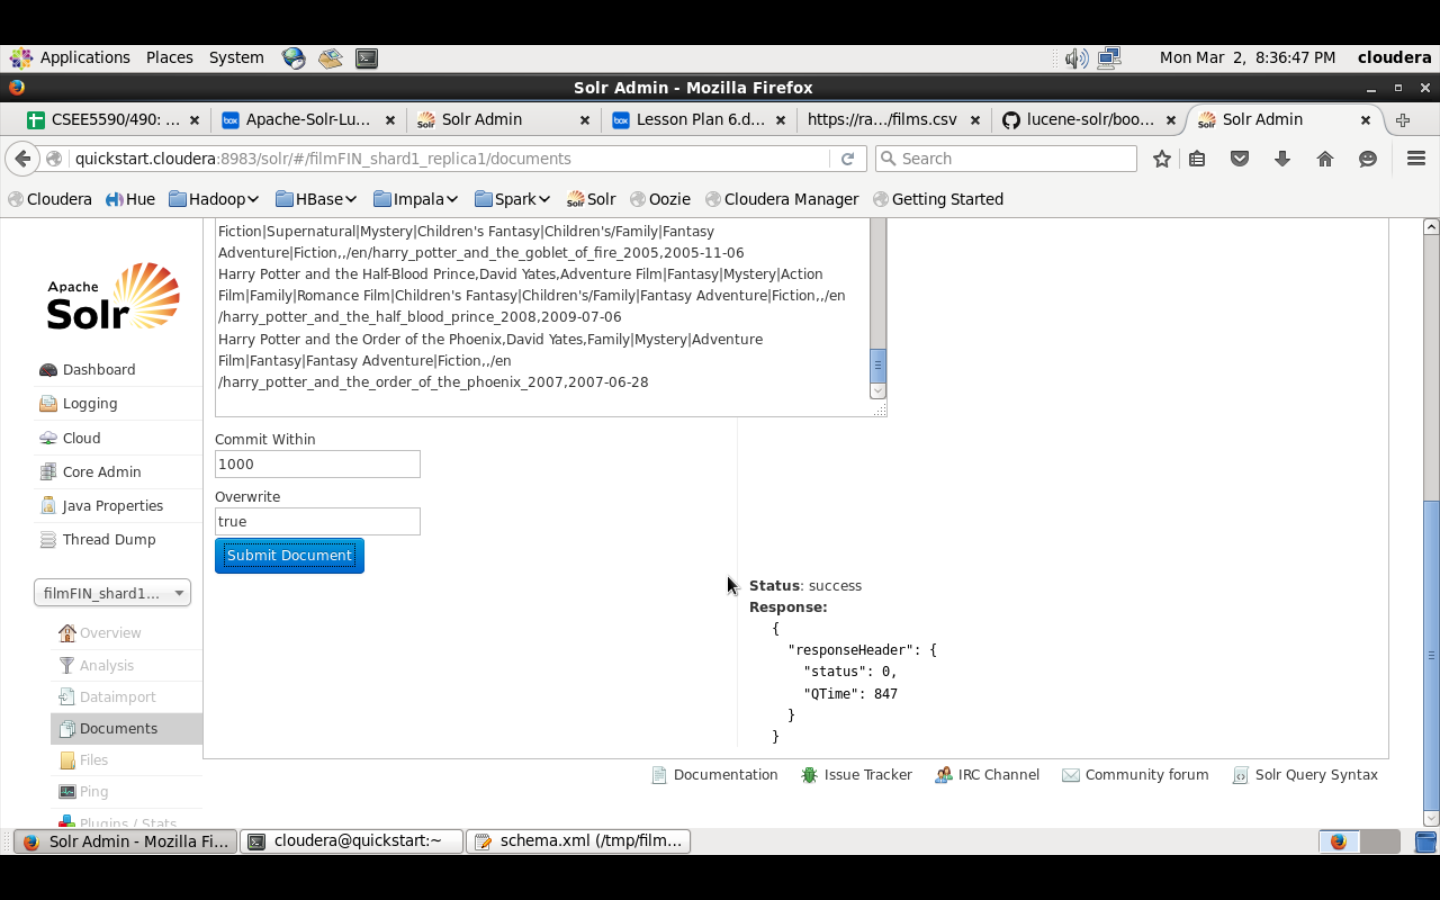 Applications Places System Mon Mar 2, 8:36:47 PM cloudera
Solr Admin - Mozilla Firefox
CSEE5590/490: ... Apache-Solr-Lu... Solr Admin Lesson Plan 6.d... https://ra.../films.csv lucene-solr/boo... Solr Admin
quickstart.cloudera:8983/solr/#/filmFIN_shard1_replica1/documents Search
Cloudera Hue Hadoop HBase Impala Spark Solr Oozie Cloudera Manager Getting Started
Apache
Solr
Dashboard
Logging
Cloud
Core Admin
Java Properties
Thread Dump
filmFIN_shard1...
Overview
Analysis
Dataimport
Documents
Files
Ping
Plugins / Stats
Fiction|Supernatural|Mystery|Children's Fantasy|Children's/Family|Fantasy
Adventure|Fiction,,/en/harry_potter_and_the_goblet_of_fire_2005,2005-11-06
Harry Potter and the Half-Blood Prince,David Yates,Adventure Film|Fantasy|Mystery|Action
Film|Family|Romance Film|Children's Fantasy|Children's/Family|Fantasy Adventure|Fiction,,/en
/harry_potter_and_the_half_blood_prince_2008,2009-07-06
Harry Potter and the Order of the Phoenix,David Yates,Family|Mystery|Adventure
Film|Fantasy|Fantasy Adventure|Fiction,,/en
/harry_potter_and_the_order_of_the_phoenix_2007,2007-06-28
Commit Within
1000
Overwrite
true
Submit Document
Status: success
Response:
{
"responseHeader": {
"status": 0,
"QTime": 847
}
}
Documentation Issue Tracker IRC Channel Community forum Solr Query Syntax
Solr Admin - Mozilla Fi... cloudera@quickstart:~ schema.xml (/tmp/film...